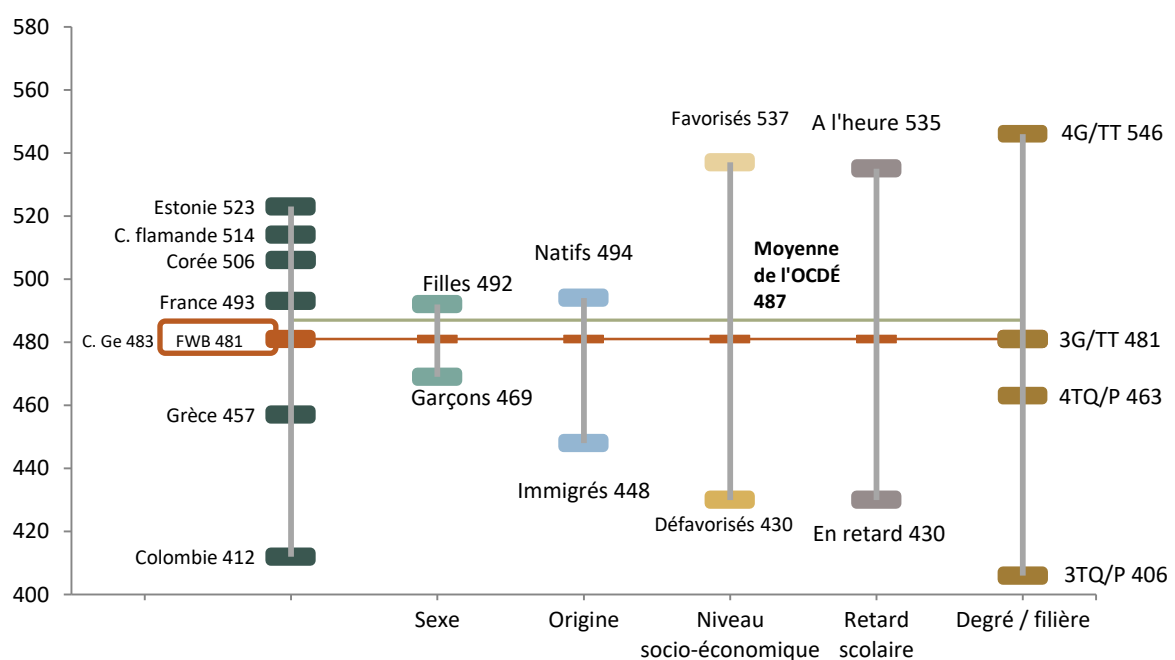 580
560
540
520
500
480
460
440
420
400
Estonie 523
C. flamande 514
Corée 506
France 493
C. Ge 483
FWB 481
Grèce 457
Colombie 412
Filles 492
Garçons 469
Natifs 494
Immigrés 448
Favorisés 537
Défavorisés 430
Moyenne
de l'OCDÉ
487
A l'heure 535
En retard 430
4G/TT 546
3G/TT 481
4TQ/P 463
3TQ/P 406
Sexe
Origine
Niveau
socio-économique
Retard
scolaire
Degré / filière